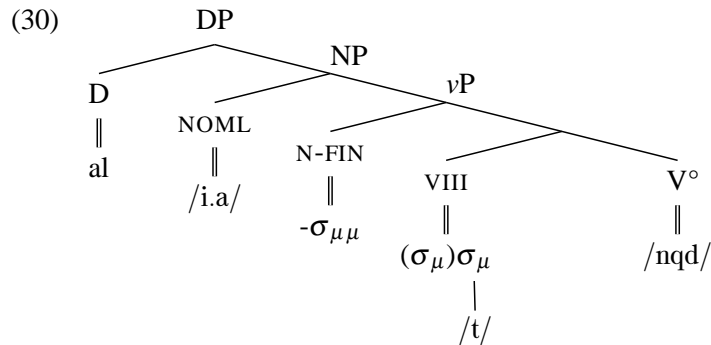 (30) DP
NP
D vP
NOML
al N-FIN
/i.a/ VIII V°
-σμμ
(σμ)σμ /nqd/
/t/